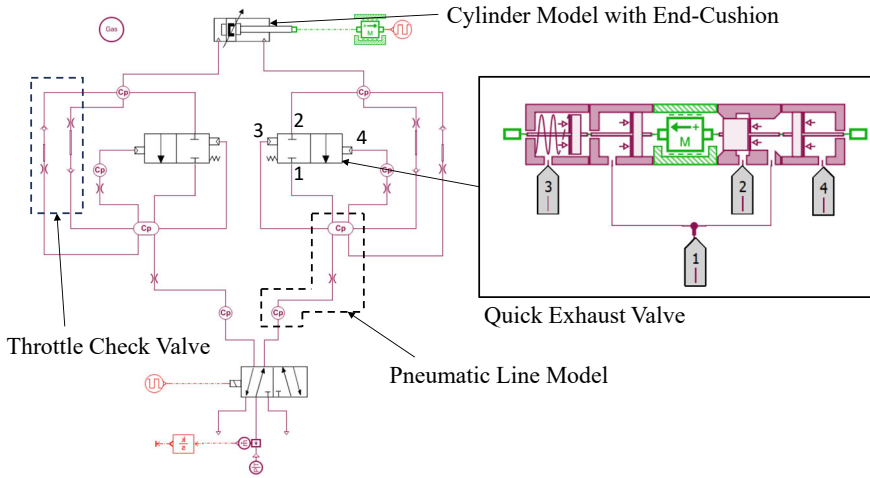 Cylinder Model with End-Cushion
Gas
M
Cp
Cp
Cp
2
3
4
1
Cp
Cp
Cp
Cp
Cp
Cp
+
M
3
2
4
1
Quick Exhaust Valve
Throttle Check Valve
Pneumatic Line Model